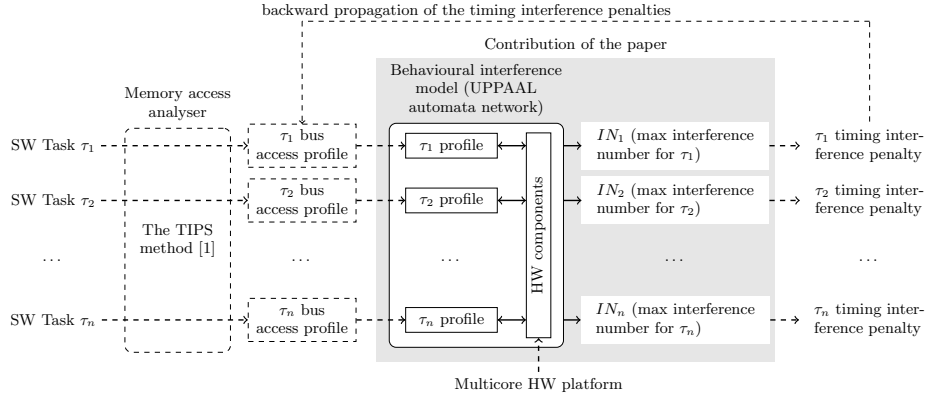 backward propagation of the timing interference penalties
Contribution of the paper
Behavioural interference
model (UPPAAL
automata network)
Memory access
analyser
SW Task τ1
τ1 bus
access profile
τ1 profile
IN1 (max interference
number for τ1)
τ1 timing inter-
ference penalty
SW Task τ2
τ2 bus
access profile
τ2 profile
IN2 (max interference
number for τ2)
τ2 timing inter-
ference penalty
The TIPS
method [1]
HW components
...
...
...
...
...
SW Task τn
τn bus
access profile
τn profile
INn (max interference
number for τn)
τn timing inter-
ference penalty
Multicore HW platform